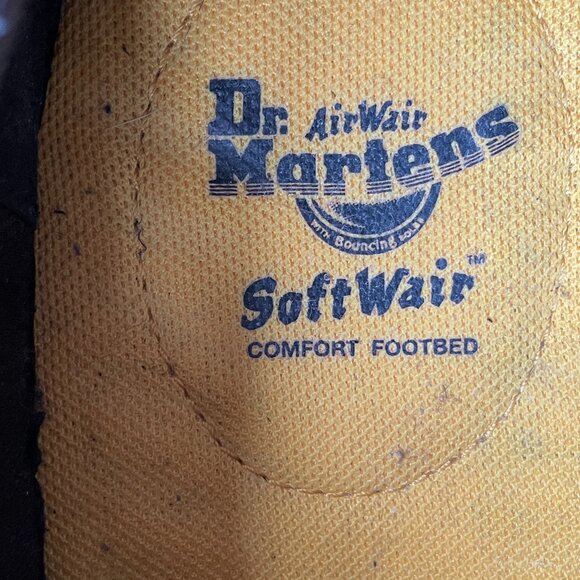 Dr. AirWair
Martens
WITH Bouncing SOLES
SoftWair™
COMFORT FOOTBED